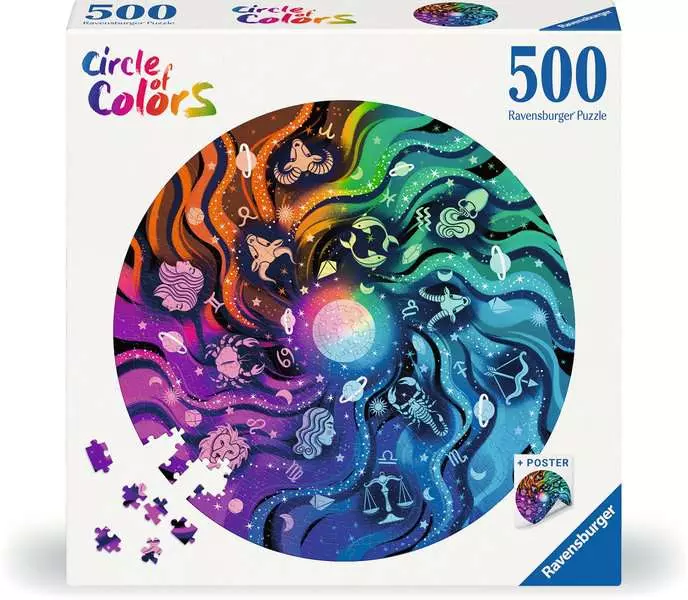 500
Ravensburger Puzzle
Circle of Colors
Ravensburger
Circle
of
Colors
500
Ravensburger Puzzle
+ POSTER
Ravensburger